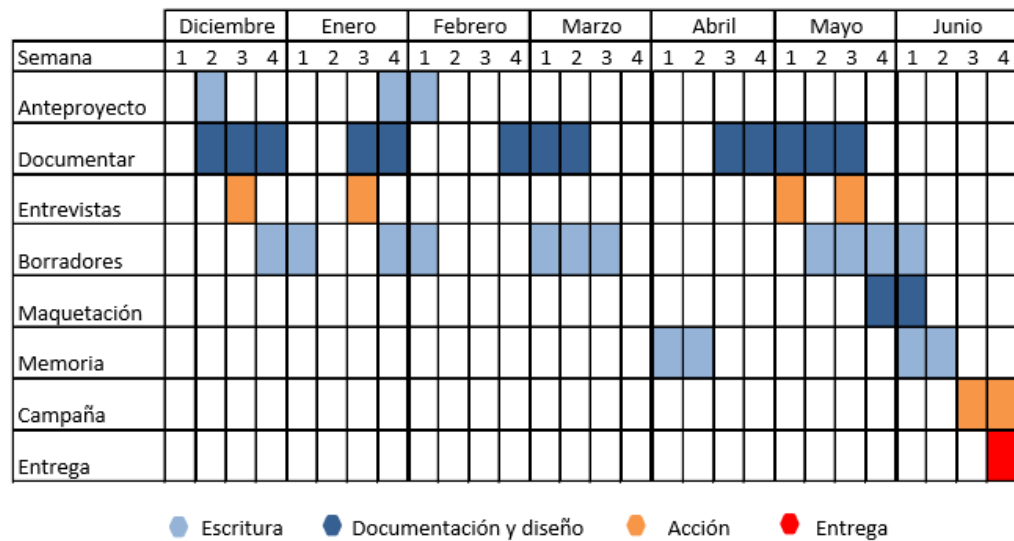 Diciembre Enero Febrero Marzo Abril Mayo Junio
Semana 1 2 3 4 1 2 3 4 1 2 3 4 1 2 3 4 1 2 3 4 1 2 3 4 1 2 3 4
Anteproyecto
Documentar
Entrevistas
Borradores
Maquetación
Memoria
Campaña
Entrega
Escritura Documentación y diseño Acción Entrega